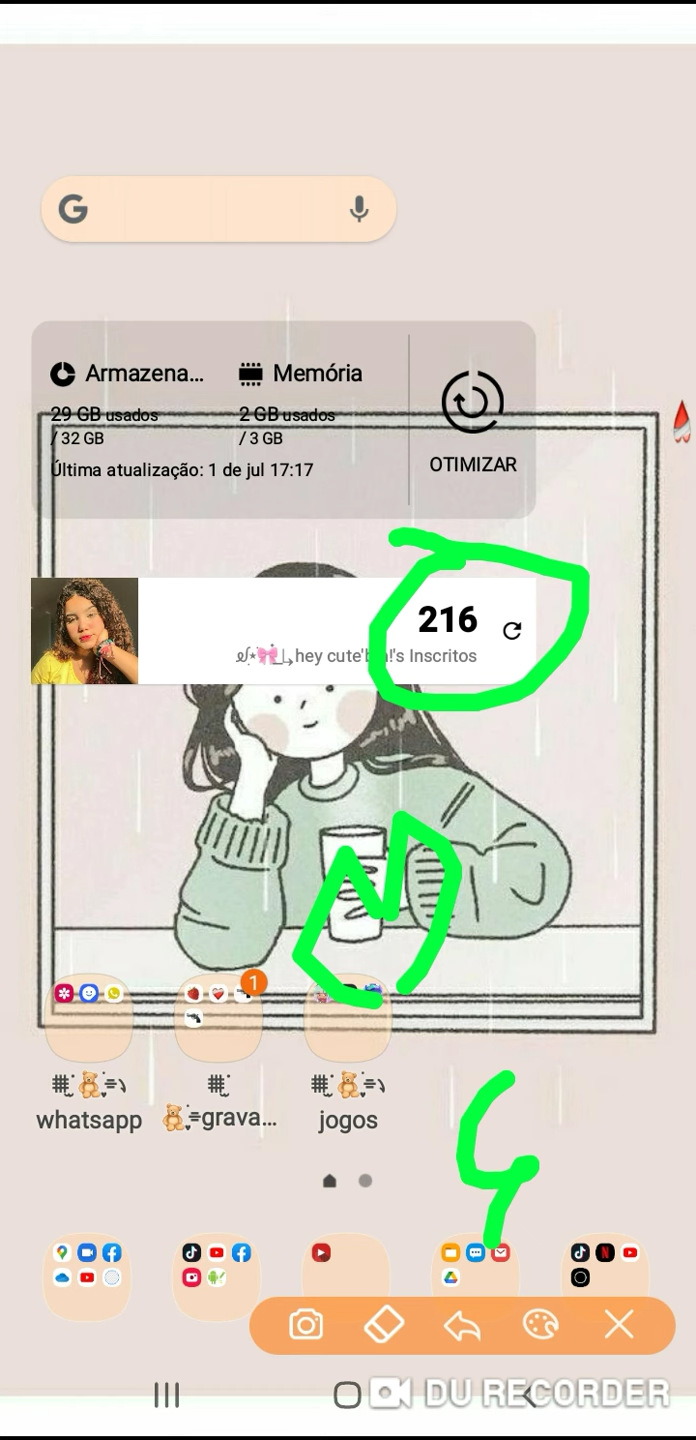 G
Armazena... Memória
29 GB usados 2 GB usados
/ 32 GB / 3 GB
OTIMIZAR
Última atualização: 1 de jul 17:17
216
hey cute's Inscritos
1
whatsapp
grava...
jogos
DU RECORDER